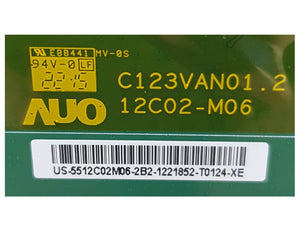 E88441 MV-0S
94V-0 LF
2215
C123VAN01.2
AUO
12C02-M06
US-5512C02M06-2B2-1221852-T0124-XE